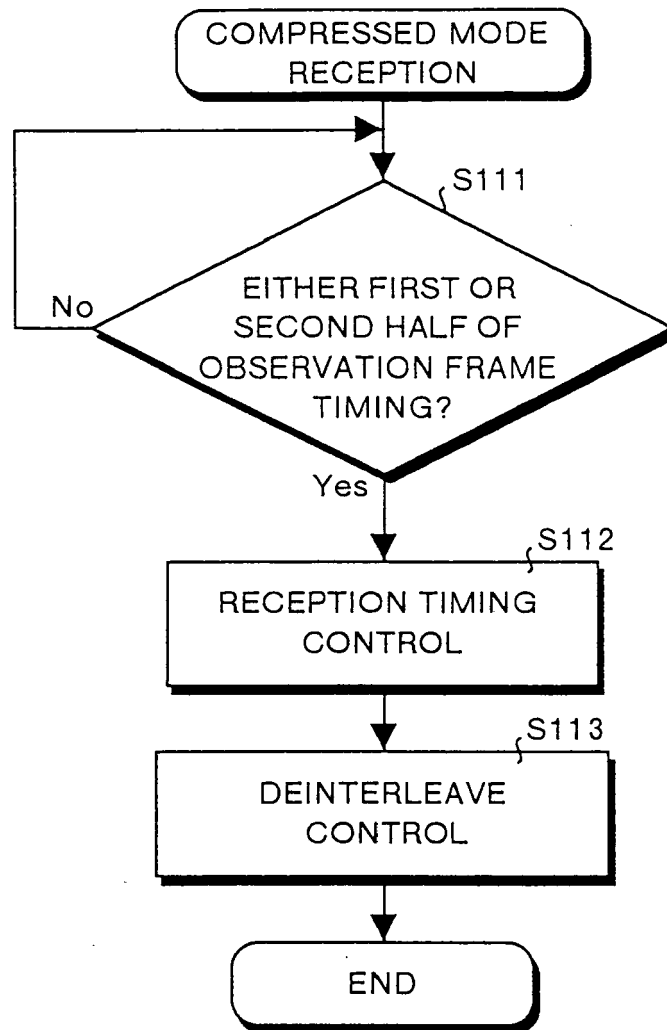 COMPRESSED MODE
RECEPTION
S111
EITHER FIRST OR
SECOND HALF OF
OBSERVATION FRAME
TIMING?
No
Yes
S112
RECEPTION TIMING
CONTROL
S113
DEINTERLEAVE
CONTROL
END